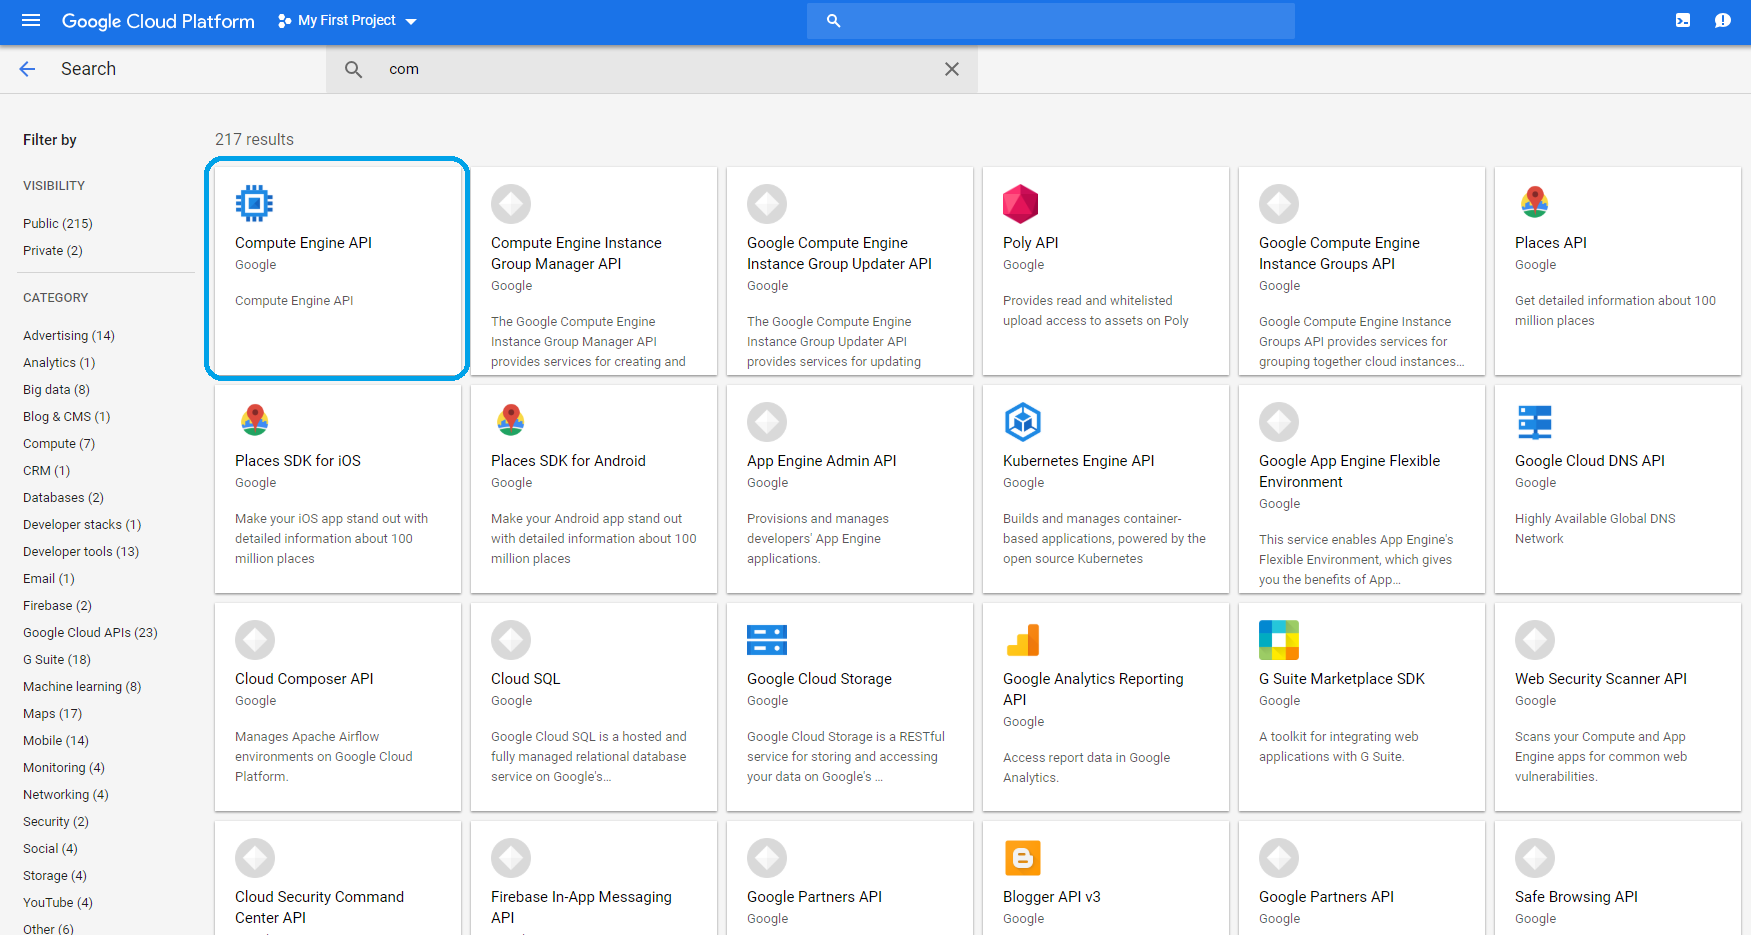 Google Cloud Platform
My First Project
Search
com
Filter by
VISIBILITY
Public (215)
Private (2)
CATEGORY
Advertising (14)
Analytics (1)
Big data (8)
Blog & CMS (1)
Compute (7)
CRM (1)
Databases (2)
Developer stacks (1)
Developer tools (13)
Email (1)
Firebase (2)
Google Cloud APIs (23)
G Suite (18)
Machine learning (8)
Maps (17)
Mobile (14)
Monitoring (4)
Networking (4)
Security (2)
Social (4)
Storage (4)
YouTube (4)
Other (6)
217 results
Compute Engine API
Google
Compute Engine API
Compute Engine Instance
Group Manager API
Google
The Google Compute Engine
Instance Group Manager API
provides services for creating and
Google Compute Engine
Instance Group Updater API
Google
The Google Compute Engine
Instance Group Updater API
provides services for updating
Poly API
Google
Provides read and whitelisted
upload access to assets on Poly
Google Compute Engine
Instance Groups API
Google
Google Compute Engine Instance
Groups API provides services for
grouping together cloud instances...
Places API
Google
Get detailed information about 100
million places
Places SDK for iOS
Google
Make your iOS app stand out with
detailed information about 100
million places
Places SDK for Android
Google
Make your Android app stand out
with detailed information about 100
million places
App Engine Admin API
Google
Provisions and manages
developers' App Engine
applications.
Kubernetes Engine API
Google
Builds and manages container-
based applications, powered by the
open source Kubernetes
Google App Engine Flexible
Environment
Google
This service enables App Engine's
Flexible Environment, which gives
you the benefits of App...
Google Cloud DNS API
Google
Highly Available Global DNS
Network
Cloud Composer API
Google
Manages Apache Airflow
environments on Google Cloud
Platform.
Cloud SQL
Google
Google Cloud SQL is a hosted and
fully managed relational database
service on Google's...
Google Cloud Storage
Google
Google Cloud Storage is a RESTful
service for storing and accessing
your data on Google's ...
Google Analytics Reporting
API
Google
Access report data in Google
Analytics.
G Suite Marketplace SDK
Google
A toolkit for integrating web
applications with G Suite.
Web Security Scanner API
Google
Scans your Compute and App
Engine apps for common web
vulnerabilities.
Cloud Security Command
Center API
Firebase In-App Messaging
API
Google Partners API
Google
Blogger API v3
Google
Google Partners API
Google
Safe Browsing API
Google